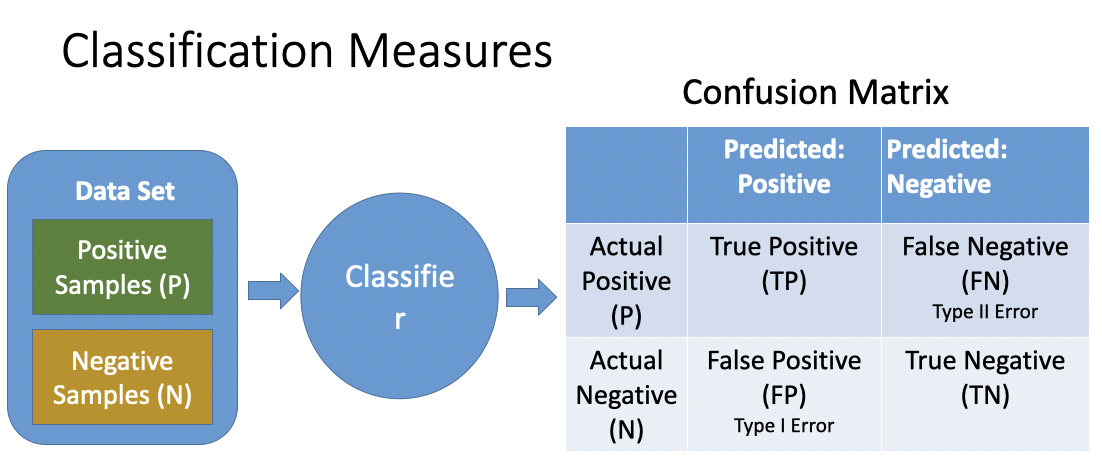 Classification Measures
Data Set
Positive
Samples (P)
Negative
Samples (N)
Classifie
r
Confusion Matrix
Predicted:
Positive
Predicted:
Negative
Actual
Positive
(P)
True Positive
(TP)
False Negative
(FN)
Type II Error
Actual
Negative
(N)
False Positive
(FP)
Type I Error
True Negative
(TN)